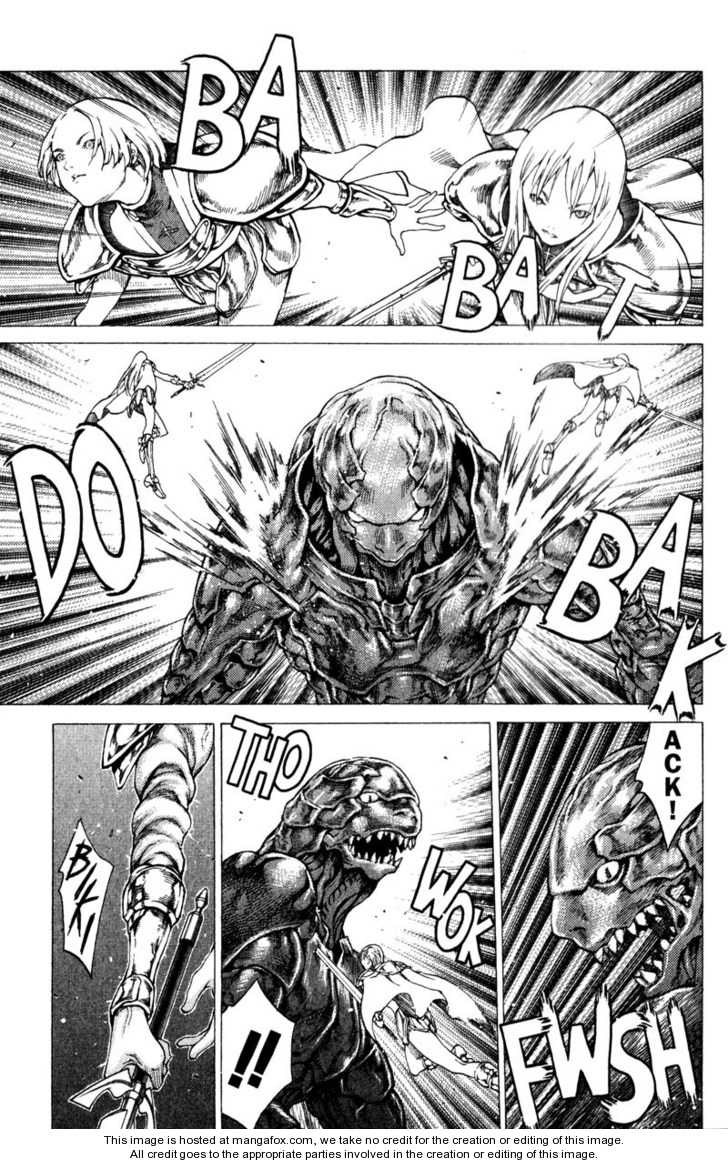 BA
BA T
DO
BAK
ACK!
FWSH
THO
WOK
!!
BIKI
This image is hosted at mangafox.com, we take no credit for the creation or editing of this image.
All credit goes to the appropriate parties involved in the creation or editing of this image.